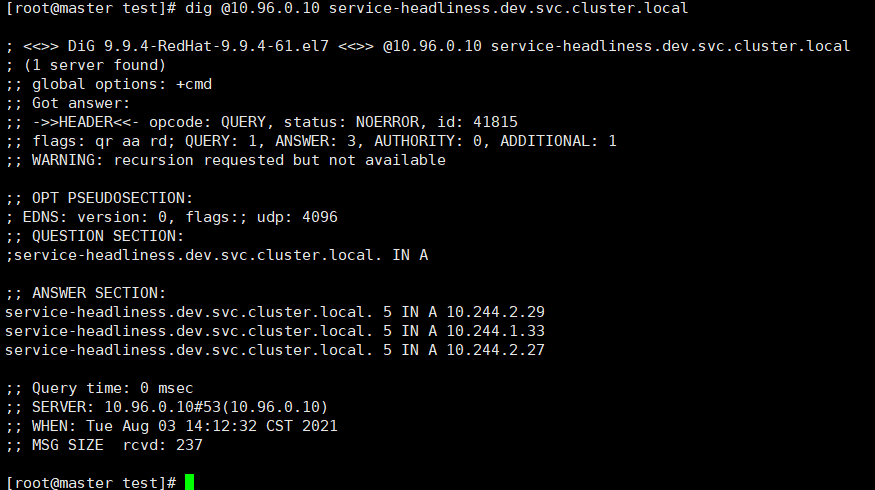 [root@master test]# dig @10.96.0.10 service-headliness.dev.svc.cluster.local
; <<>> DiG 9.9.4-RedHat-9.9.4-61.el7 <<>> @10.96.0.10 service-headliness.dev.svc.cluster.local
; (1 server found)
;; global options: +cmd
;; Got answer:
;; ->>HEADER<<- opcode: QUERY, status: NOERROR, id: 41815
;; flags: qr aa rd; QUERY: 1, ANSWER: 3, AUTHORITY: 0, ADDITIONAL: 1
;; WARNING: recursion requested but not available
;; OPT PSEUDOSECTION:
; EDNS: version: 0, flags:; udp: 4096
;; QUESTION SECTION:
;service-headliness.dev.svc.cluster.local. IN A
;; ANSWER SECTION:
service-headliness.dev.svc.cluster.local. 5 IN A 10.244.2.29
service-headliness.dev.svc.cluster.local. 5 IN A 10.244.1.33
service-headliness.dev.svc.cluster.local. 5 IN A 10.244.2.27
;; Query time: 0 msec
;; SERVER: 10.96.0.10#53(10.96.0.10)
;; WHEN: Tue Aug 03 14:12:32 CST 2021
;; MSG SIZE  rcvd: 237
[root@master test]#